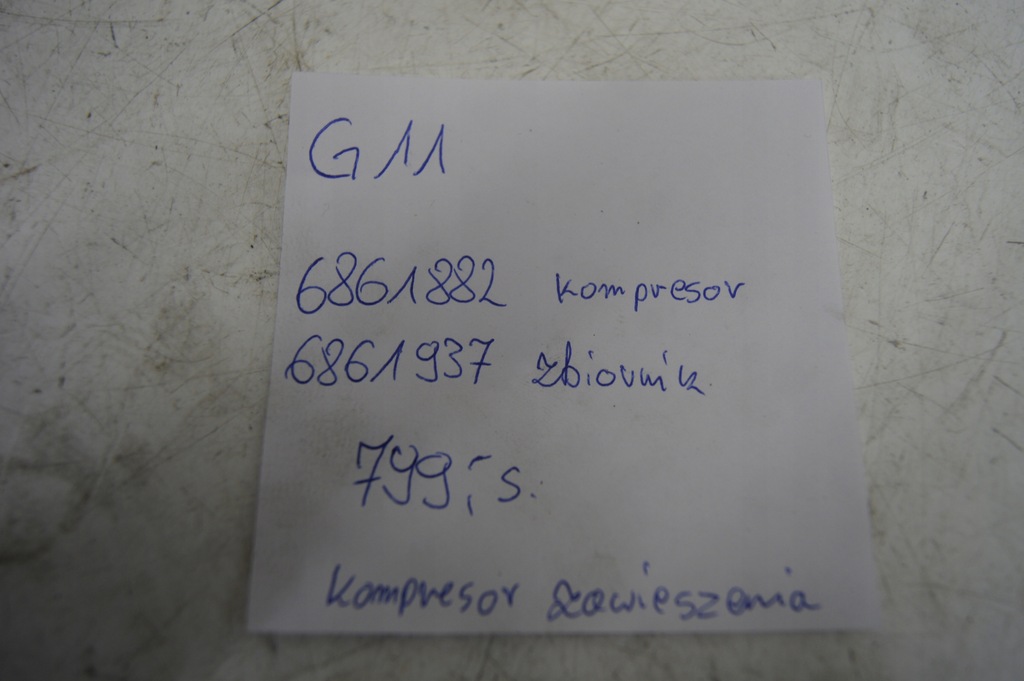 G11
6861882 kompresor
6861937 zbiornik
799,- s.
kompresor zawieszenia